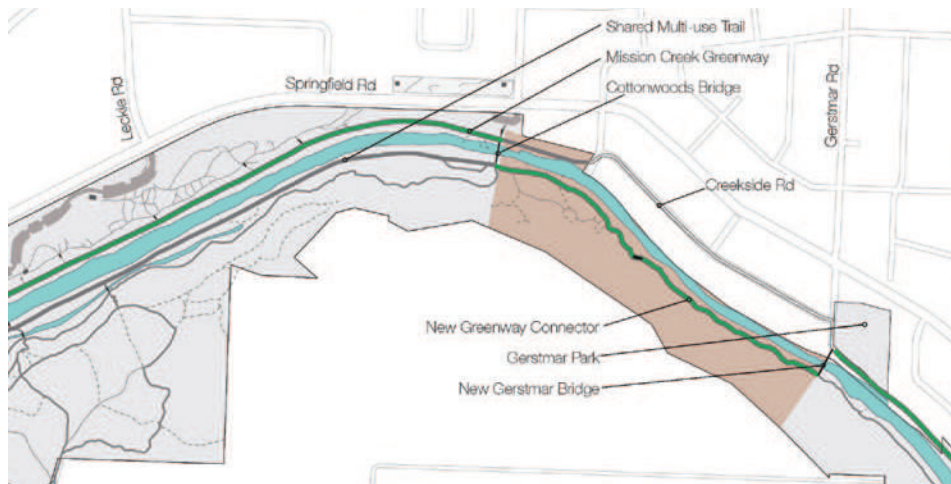 Shared Multi-use Trail
Mission Creek Greenway
Cottonwoods Bridge
Springfield Rd
Leckie Rd
Gerstmar Rd
Creekside Rd
New Greenway Connector
Gerstmar Park
New Gerstmar Bridge